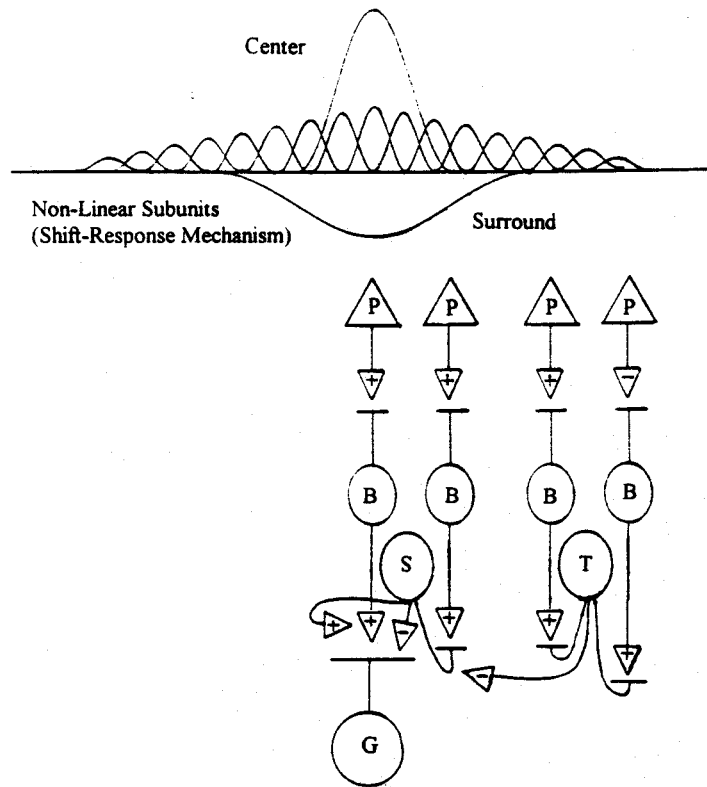 Center
Non-Linear Subunits
(Shift-Response Mechanism)
Surround
P P P P
+ + + -
B B B B
S T
+ + - + + +
-
G